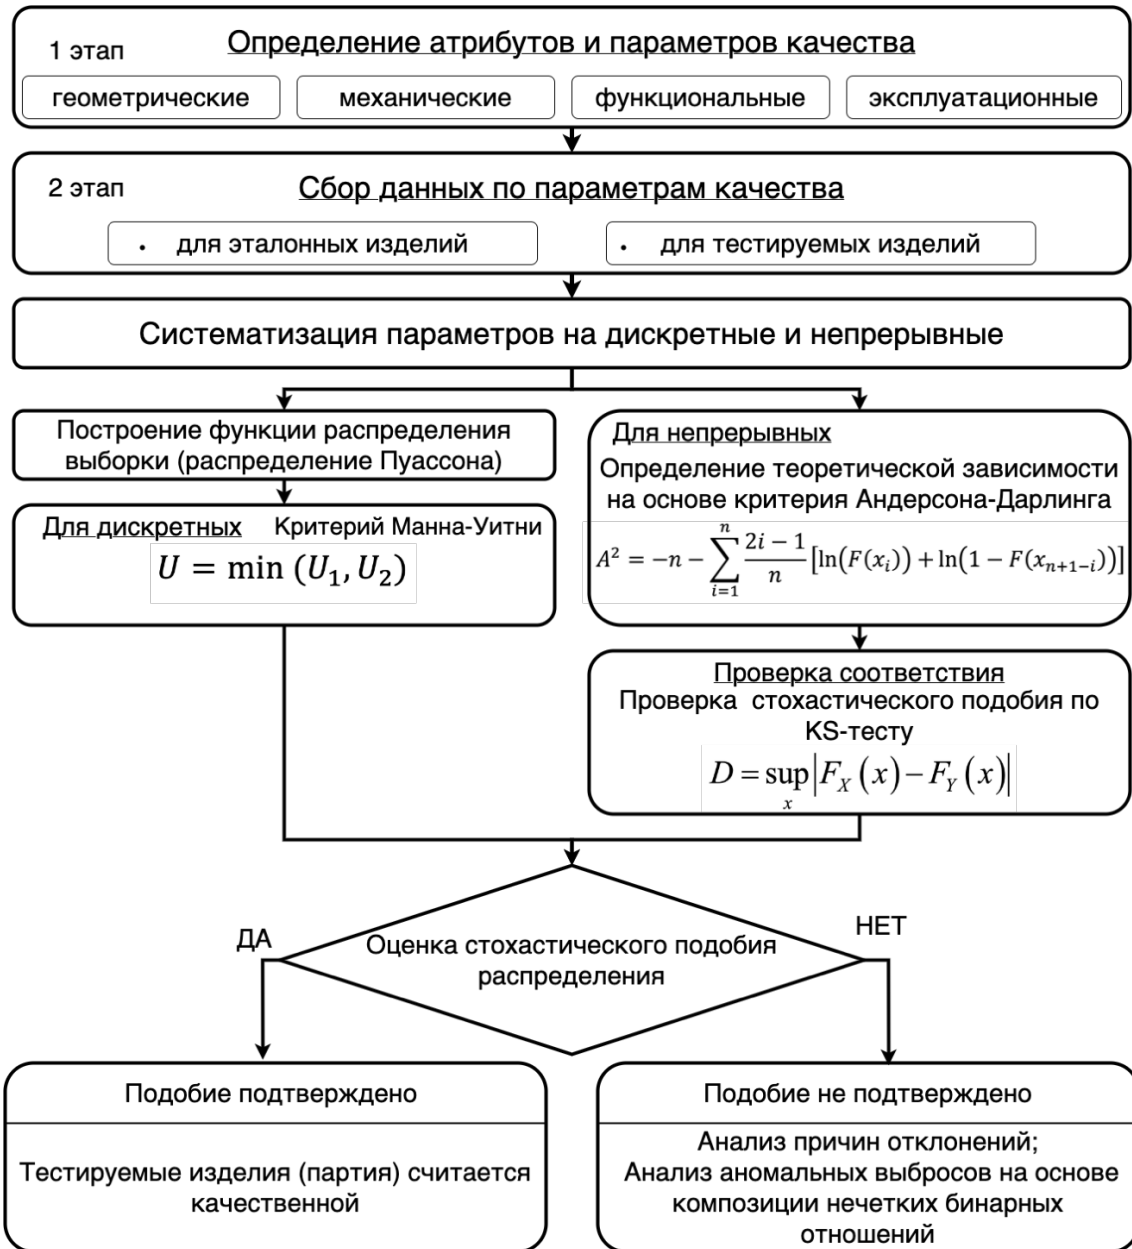 1 этап
Определение атрибутов и параметров качества
геометрические
механические
функциональные
эксплуатационные
2 этап
Сбор данных по параметрам качества
• для эталонных изделий
• для тестируемых изделий
Систематизация параметров на дискретные и непрерывные
Построение функции распределения
выборки (распределение Пуассона)
Для дискретных Критерий Манна-Уитни
U = min (U₁, U₂)
Для непрерывных
Определение теоретической зависимости
на основе критерия Андерсона-Дарлинга
A² = −n − ∑ᵢ₌₁ⁿ (2i − 1)/n [ln(F(xᵢ)) + ln(1 − F(xₙ₊₁₋ᵢ))]
Проверка соответствия
Проверка стохастического подобия по
KS-тесту
D = sup|F_X (x) − F_Y (x)|
x
ДА
НЕТ
Оценка стохастического подобия
распределения
Подобие подтверждено
Тестируемые изделия (партия) считается
качественной
Подобие не подтверждено
Анализ причин отклонений;
Анализ аномальных выбросов на основе
композиции нечетких бинарных
отношений